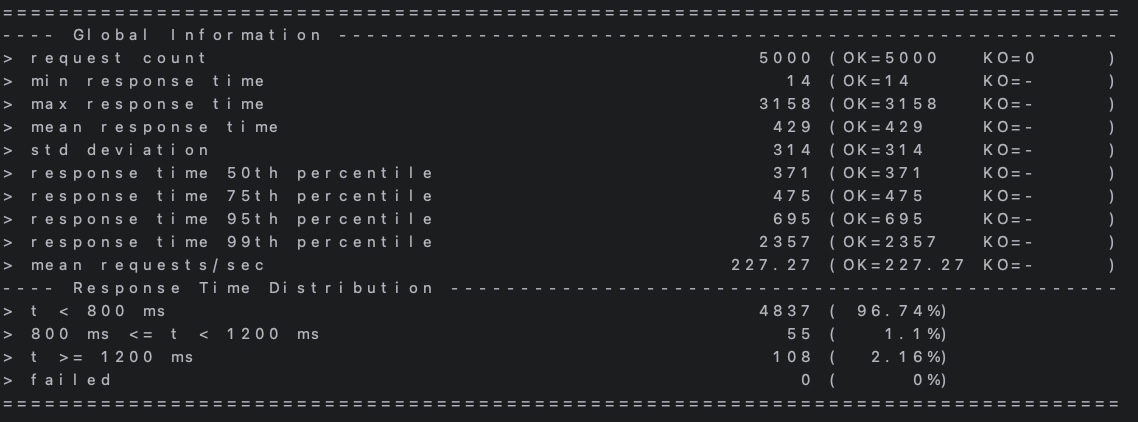 ================================================================================
---- Global Information --------------------------------------------------------
> request count                                       5000 (OK=5000   KO=0     )
> min response time                                     14 (OK=14     KO=-     )
> max response time                                   3158 (OK=3158   KO=-     )
> mean response time                                   429 (OK=429    KO=-     )
> std deviation                                        314 (OK=314    KO=-     )
> response time 50th percentile                        371 (OK=371    KO=-     )
> response time 75th percentile                        475 (OK=475    KO=-     )
> response time 95th percentile                        695 (OK=695    KO=-     )
> response time 99th percentile                       2357 (OK=2357   KO=-     )
> mean requests/sec                                 227.27 (OK=227.27 KO=-     )
---- Response Time Distribution ------------------------------------------------
> t < 800 ms                                          4837 ( 96.74%)
> 800 ms <= t < 1200 ms                                 55 (   1.1%)
> t >= 1200 ms                                         108 (  2.16%)
> failed                                                 0 (     0%)
================================================================================